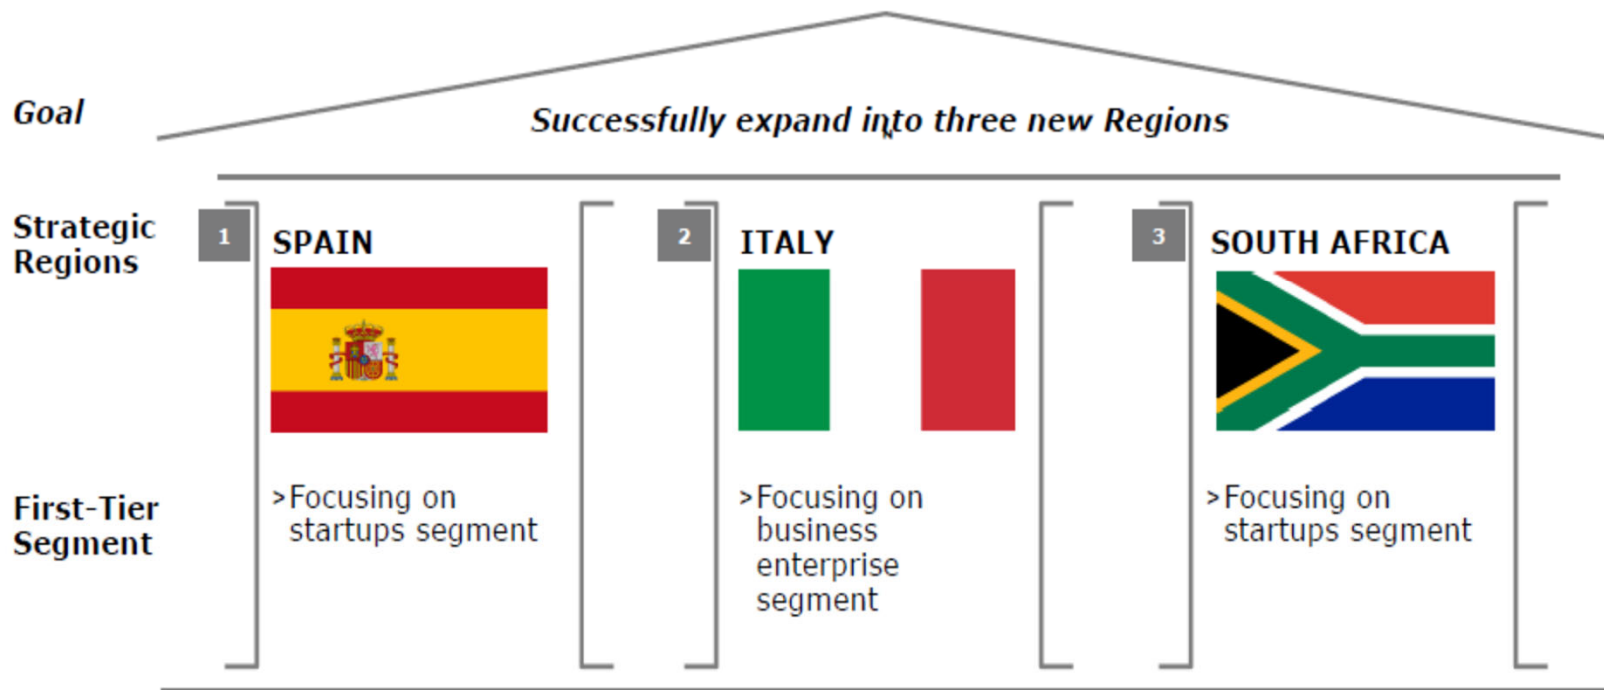 Goal
Successfully expand into three new Regions
Strategic
Regions
1
SPAIN
2
ITALY
3
SOUTH AFRICA
First-Tier
Segment
>Focusing on
startups segment
>Focusing on
business
enterprise
segment
>Focusing on
startups segment